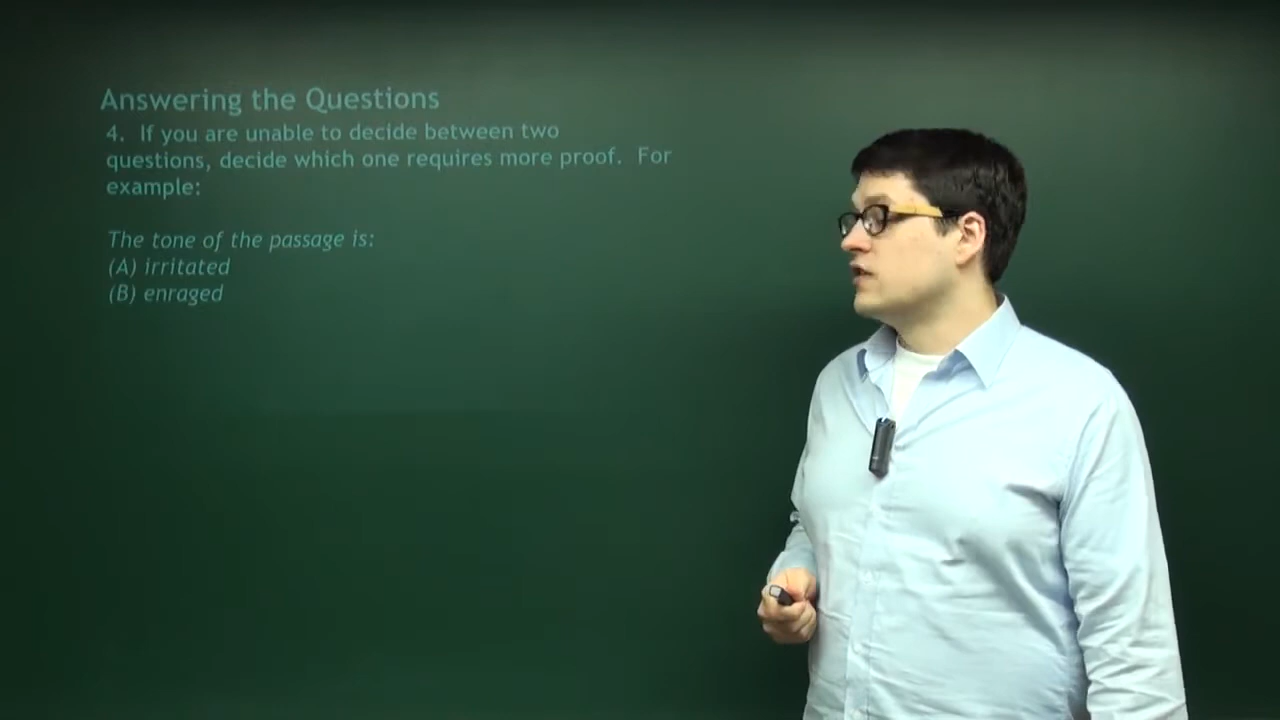 Answering the Questions
4. If you are unable to decide between two
questions, decide which one requires more proof. For
example:
The tone of the passage is:
(A) irritated
(B) enraged